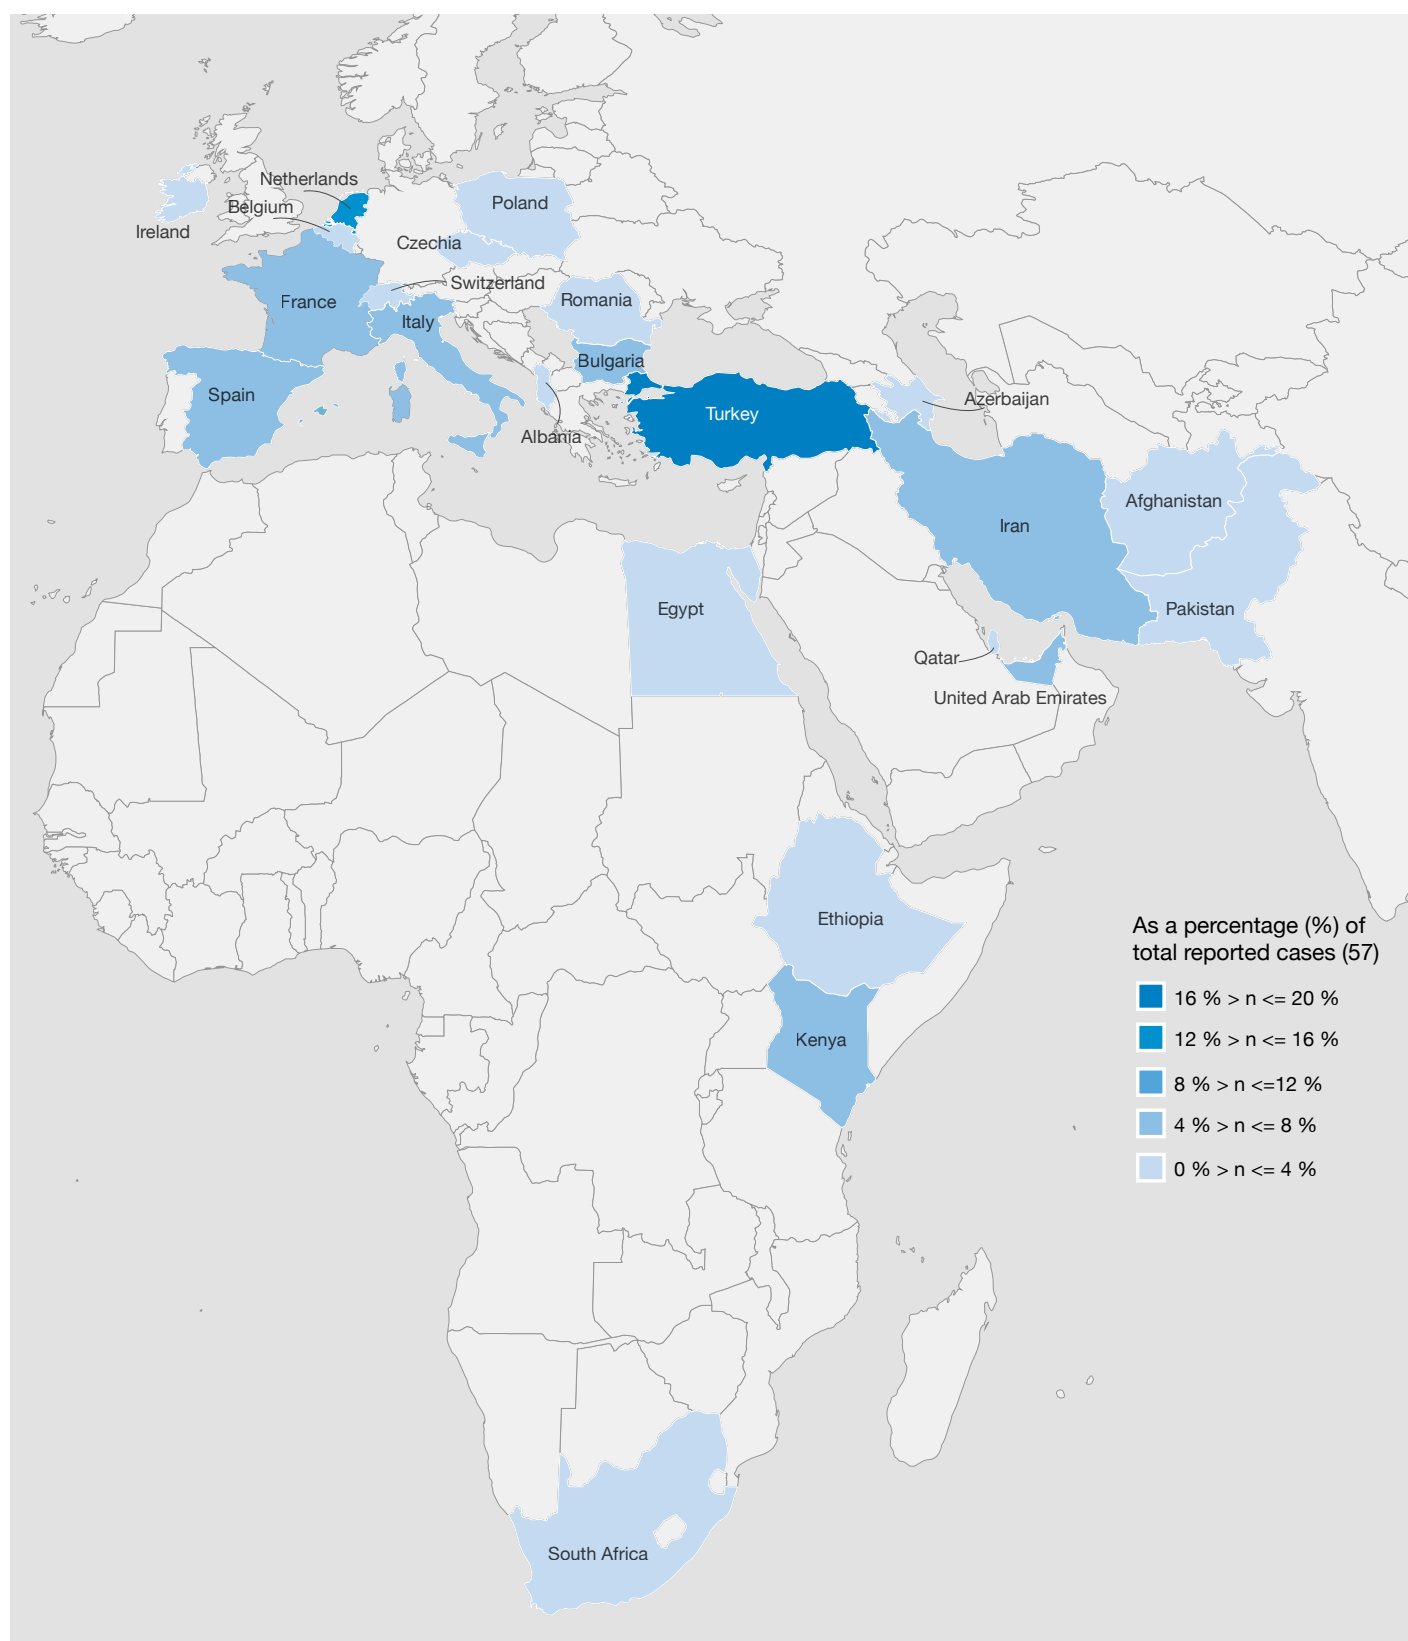 Netherlands
Belgium
Ireland
Poland
Czechia
Switzerland
France
Romania
Italy
Bulgaria
Spain
Turkey
Azerbaijan
Albania
Afghanistan
Iran
Egypt
Pakistan
Qatar
United Arab Emirates
Ethiopia
Kenya
South Africa
As a percentage (%) of
total reported cases (57)
16 % > n <= 20 %
12 % > n <= 16 %
8 % > n <=12 %
4 % > n <= 8 %
0 % > n <= 4 %